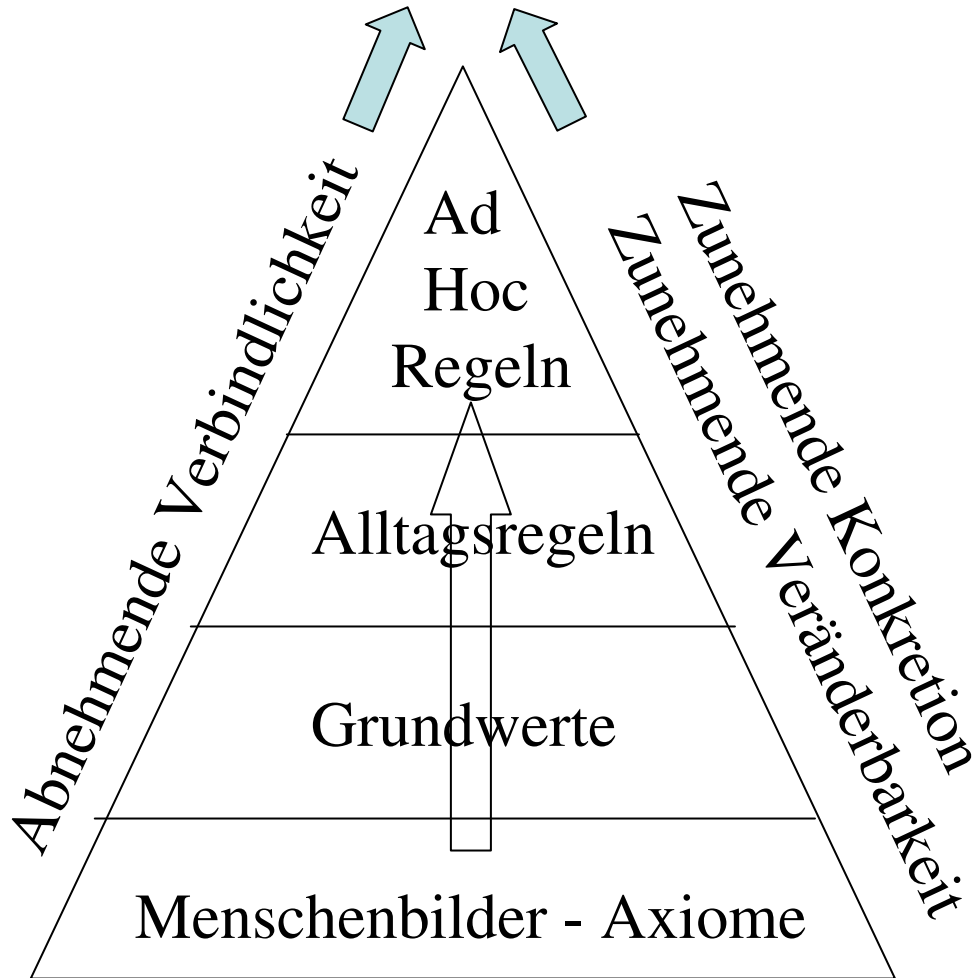 Abnehmende Verbindlichkeit
Zunehmende Konkretion
Zunehmende Veränderbarkeit
Ad
Hoc
Regeln
Alltagsregeln
Grundwerte
Menschenbilder - Axiome